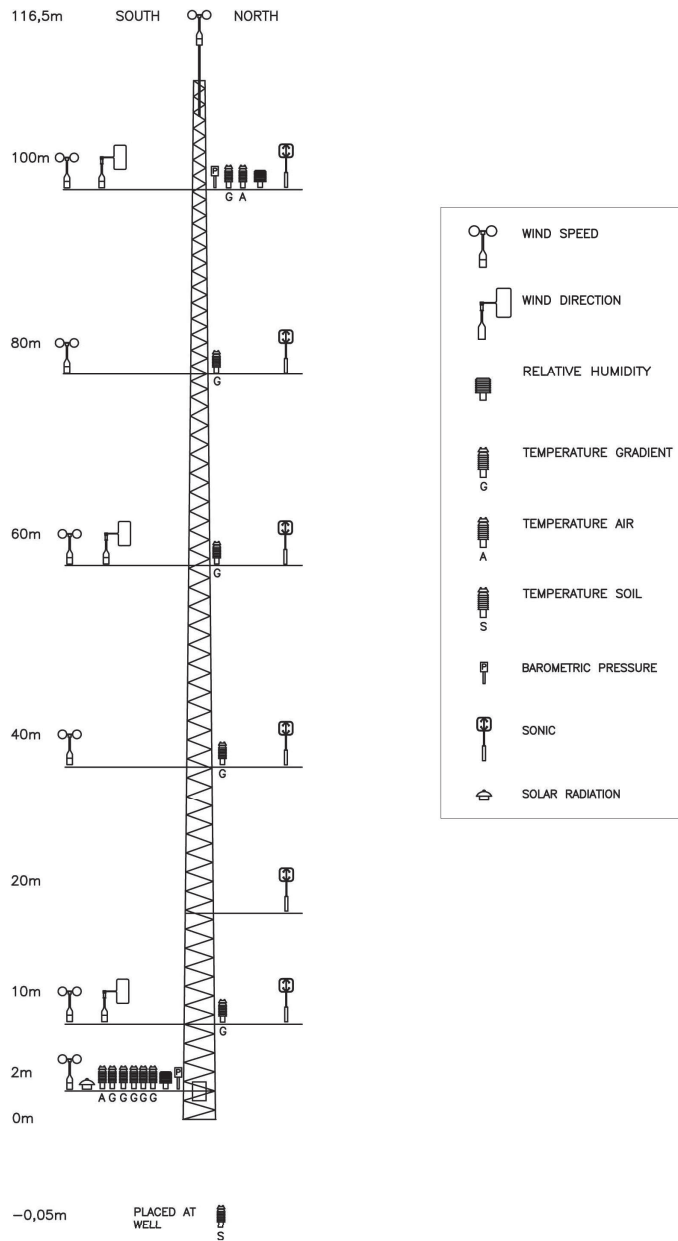 116,5m SOUTH NORTH
100m
P
G A
80m
G
60m
G
40m
G
20m
10m
G
2m
P
A G G G G G
0m
-0,05m PLACED AT WELL
S
WIND SPEED
WIND DIRECTION
RELATIVE HUMIDITY
TEMPERATURE GRADIENT
G
TEMPERATURE AIR
A
TEMPERATURE SOIL
S
P
BAROMETRIC PRESSURE
SONIC
SOLAR RADIATION